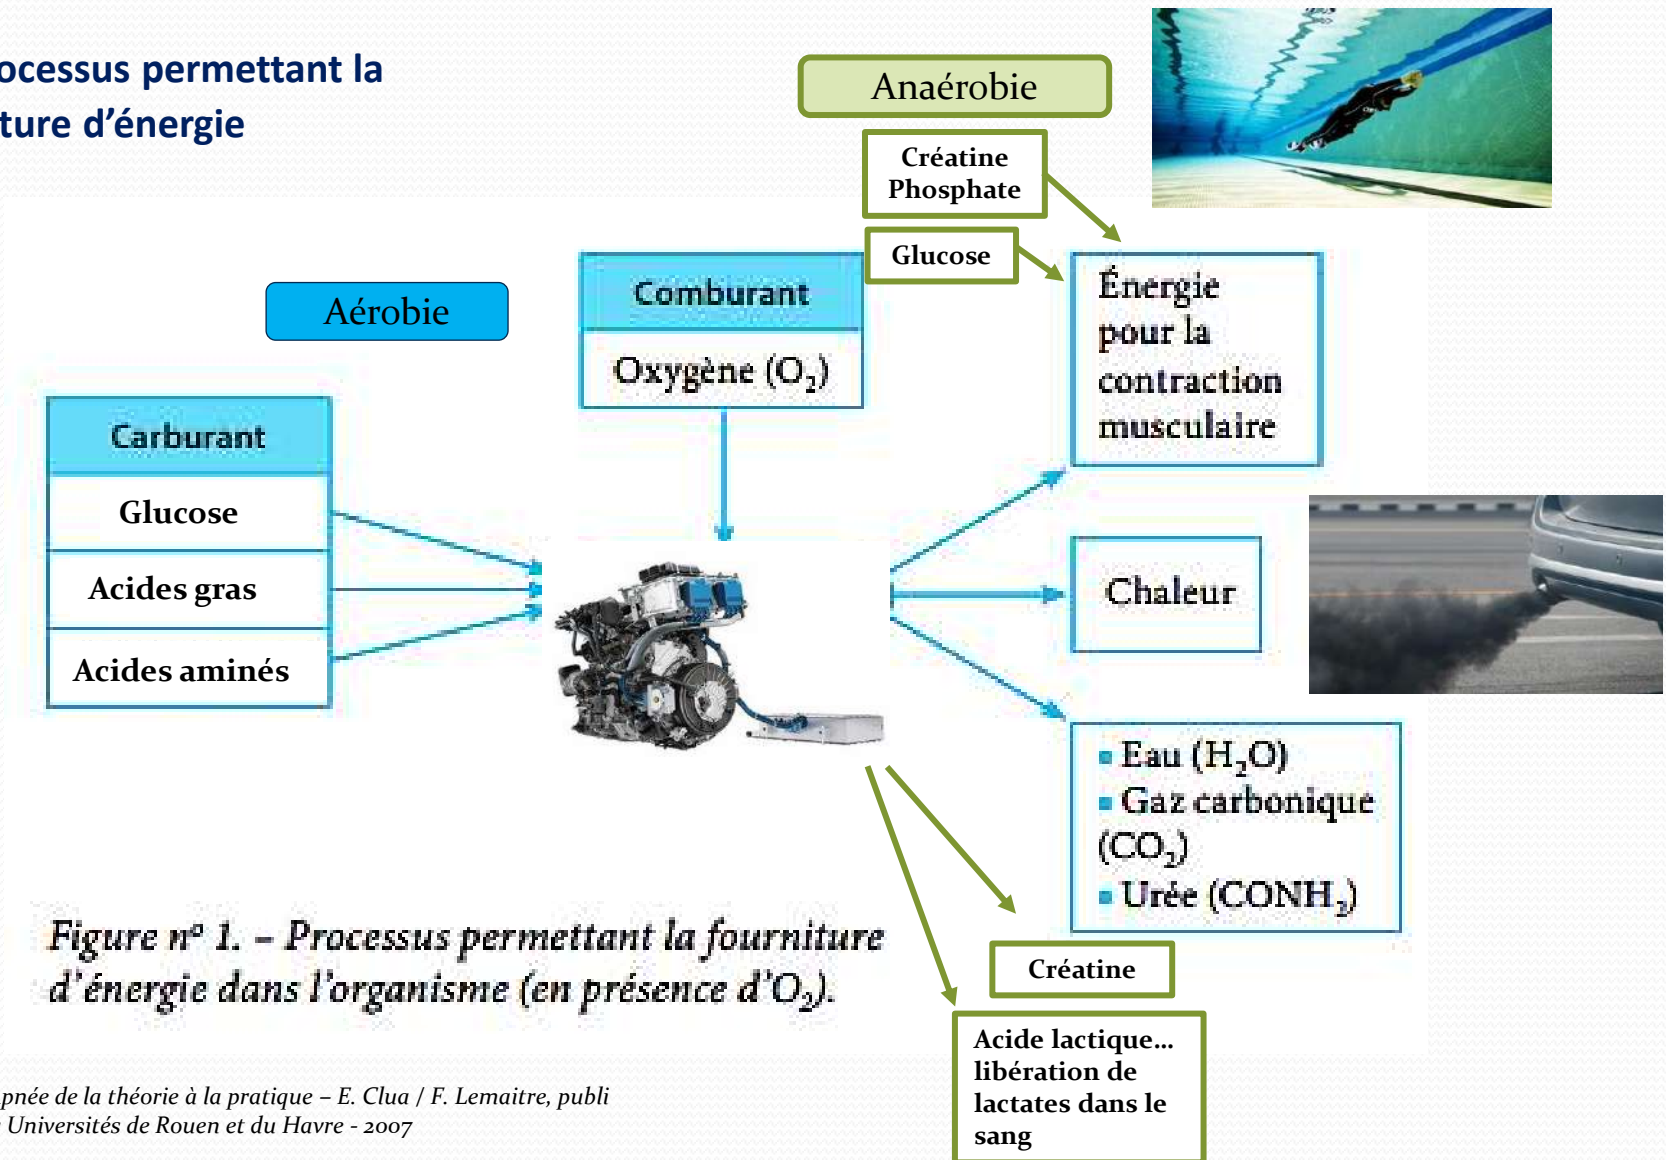 ocessus permettant la
ture d'énergie
Anaérobie
Créatine
Phosphate
Glucose
Aérobie
Comburant
Oxygène (O₂)
Énergie
pour la
contraction
musculaire
Carburant
Glucose
Acides gras
Acides aminés
Chaleur
▪ Eau (H₂O)
▪ Gaz carbonique
(CO₂)
▪ Urée (CONH₂)
Figure nº 1. – Processus permettant la fourniture
d'énergie dans l'organisme (en présence d'O₂).
Créatine
Acide lactique…
libération de
lactates dans le
sang
pnée de la théorie à la pratique – E. Clua / F. Lemaitre, publi
Universités de Rouen et du Havre - 2007